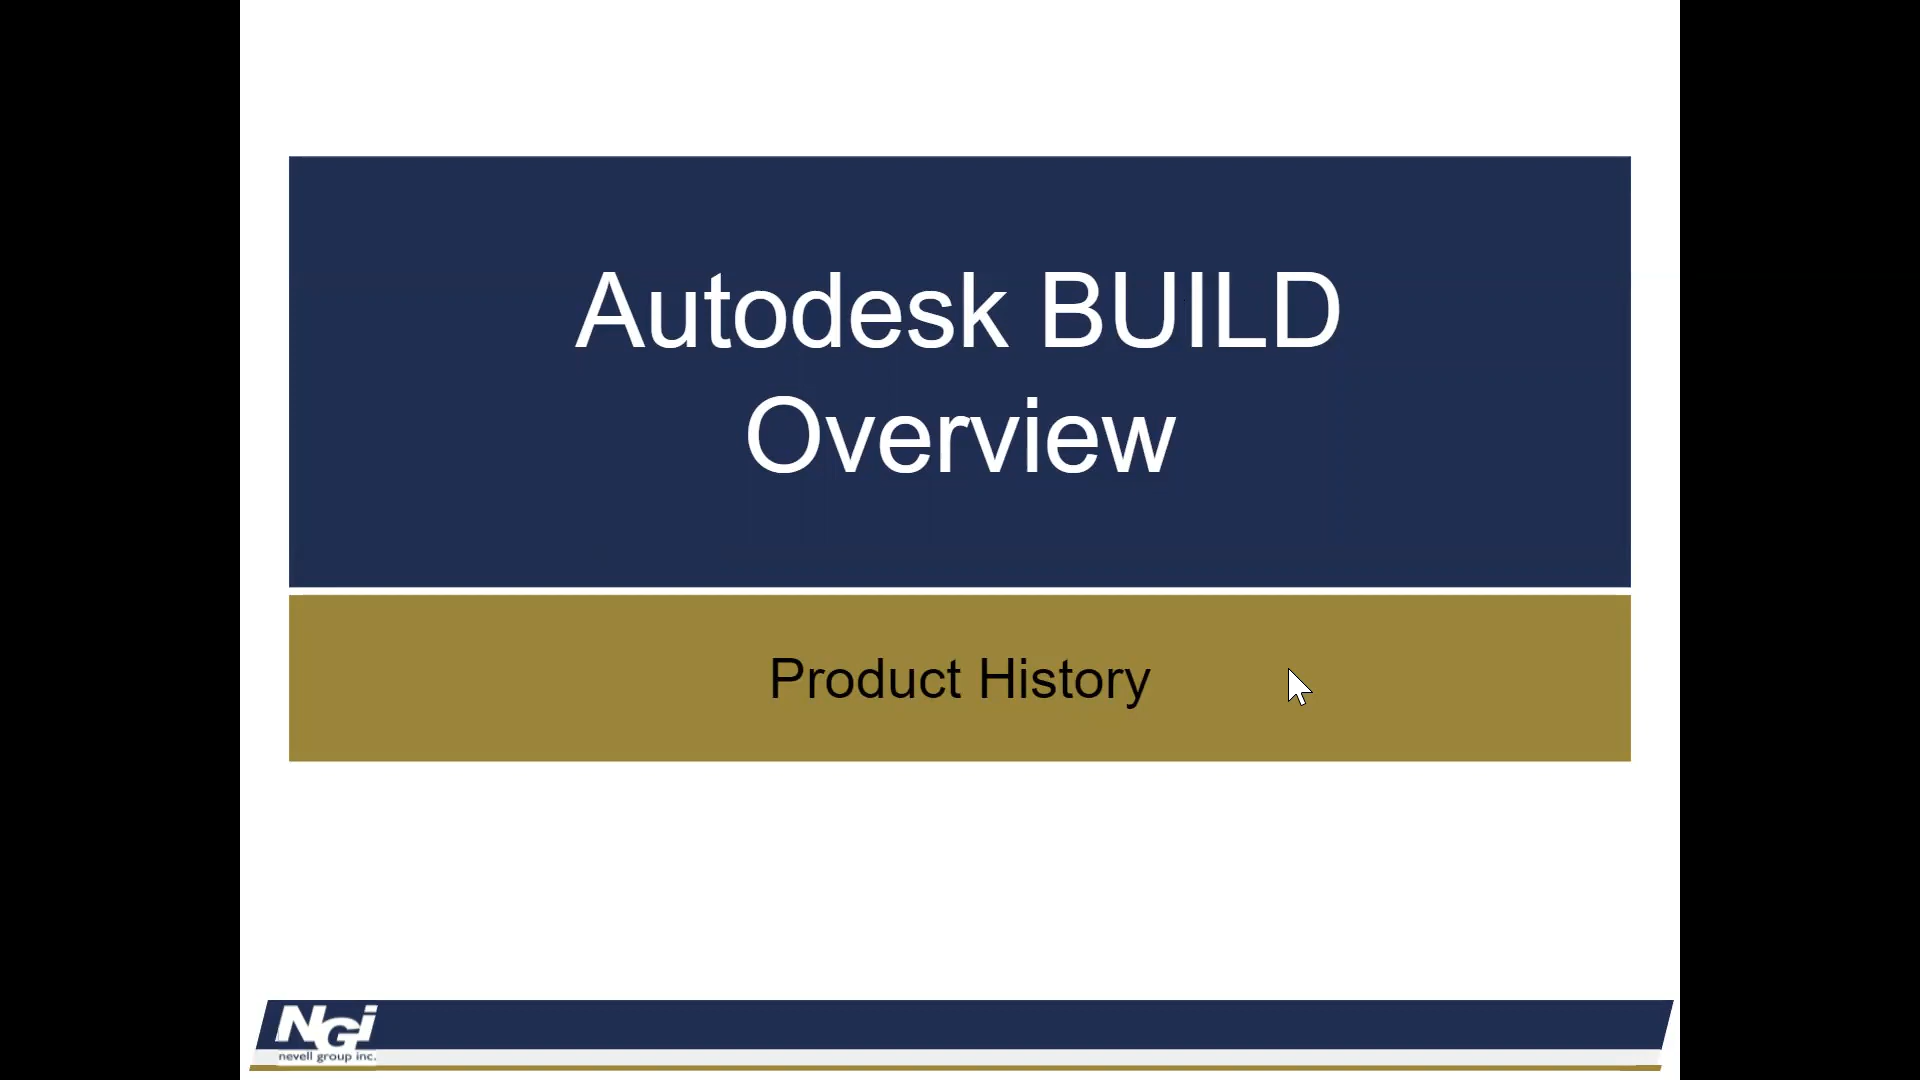 Autodesk BUILD
Overview
Product History
NGi
nevell group inc.